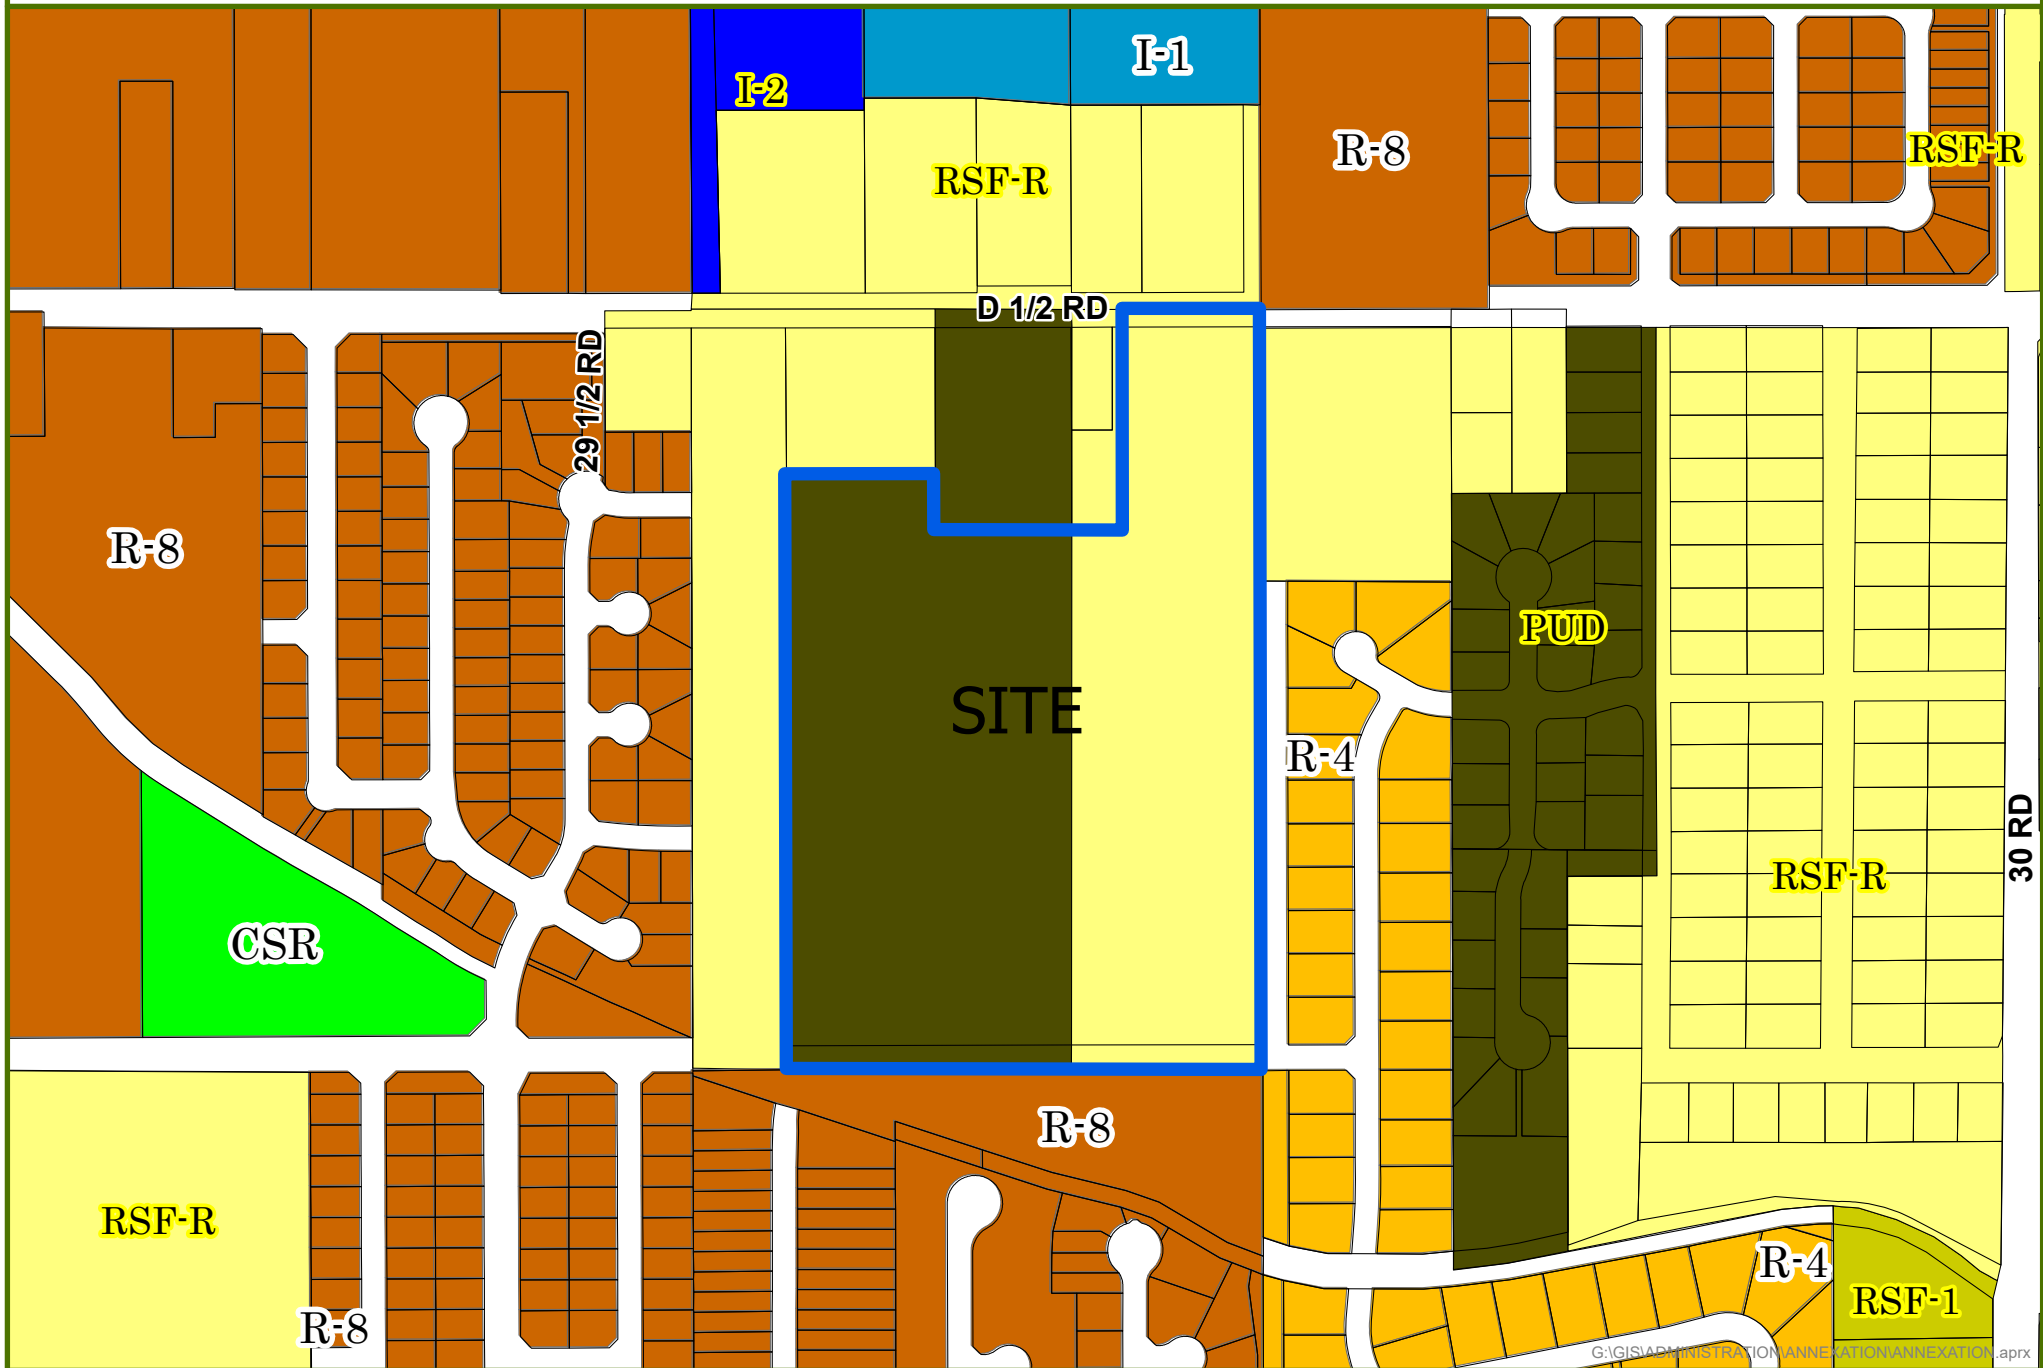 I-1
I-2
R-8
RSF-R
RSF-R
D 1/2 RD
29 1/2 RD
R-8
PUD
SITE
R-4
30 RD
RSF-R
CSR
R-8
RSF-R
R-4
RSF-1
R-8
G:\GIS\ADMINISTRATION\ANNEXATION\ANNEXATION.aprx